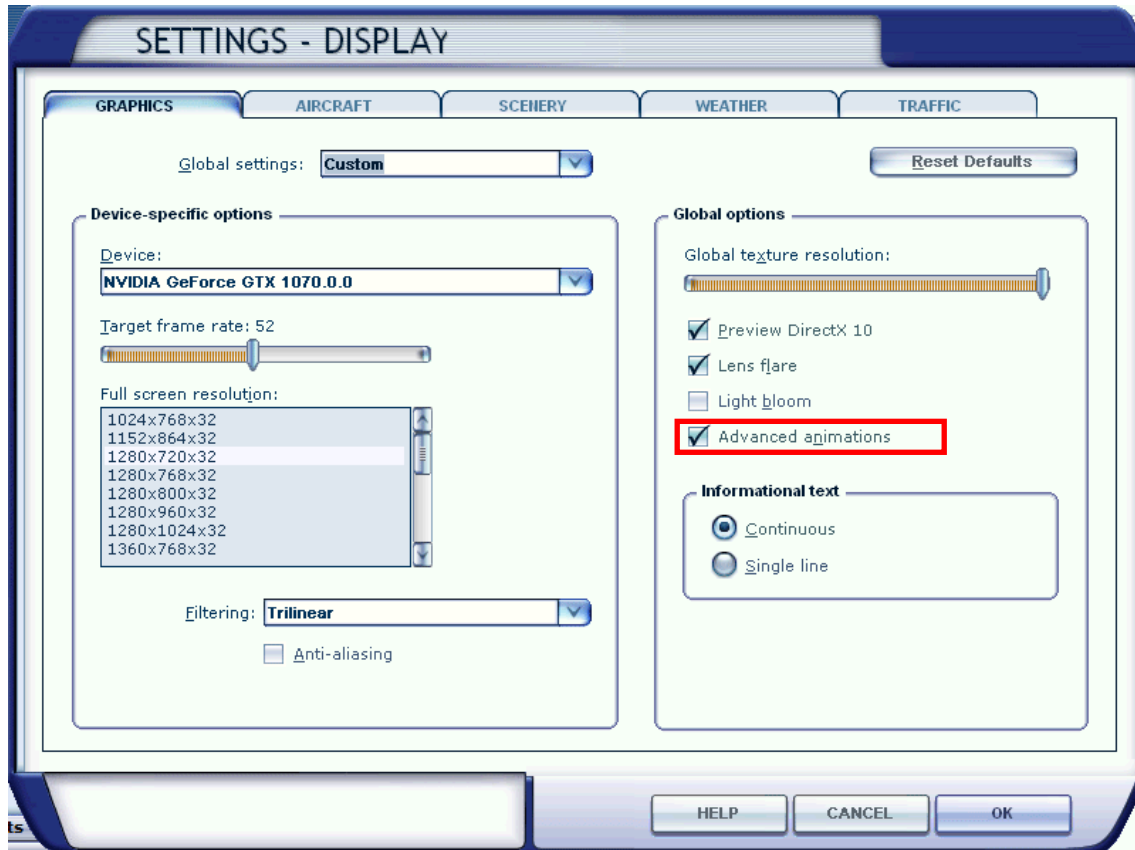 SETTINGS - DISPLAY
GRAPHICS
AIRCRAFT
SCENERY
WEATHER
TRAFFIC
Global settings: Custom
Reset Defaults
Device-specific options
Device:
NVIDIA GeForce GTX 1070.0.0
Target frame rate: 52
Full screen resolution:
1024x768x32
1152x864x32
1280x720x32
1280x768x32
1280x800x32
1280x960x32
1280x1024x32
1360x768x32
Filtering: Trilinear
Anti-aliasing
Global options
Global texture resolution:
Preview DirectX 10
Lens flare
Light bloom
Advanced animations
Informational text
Continuous
Single line
ts
HELP
CANCEL
OK